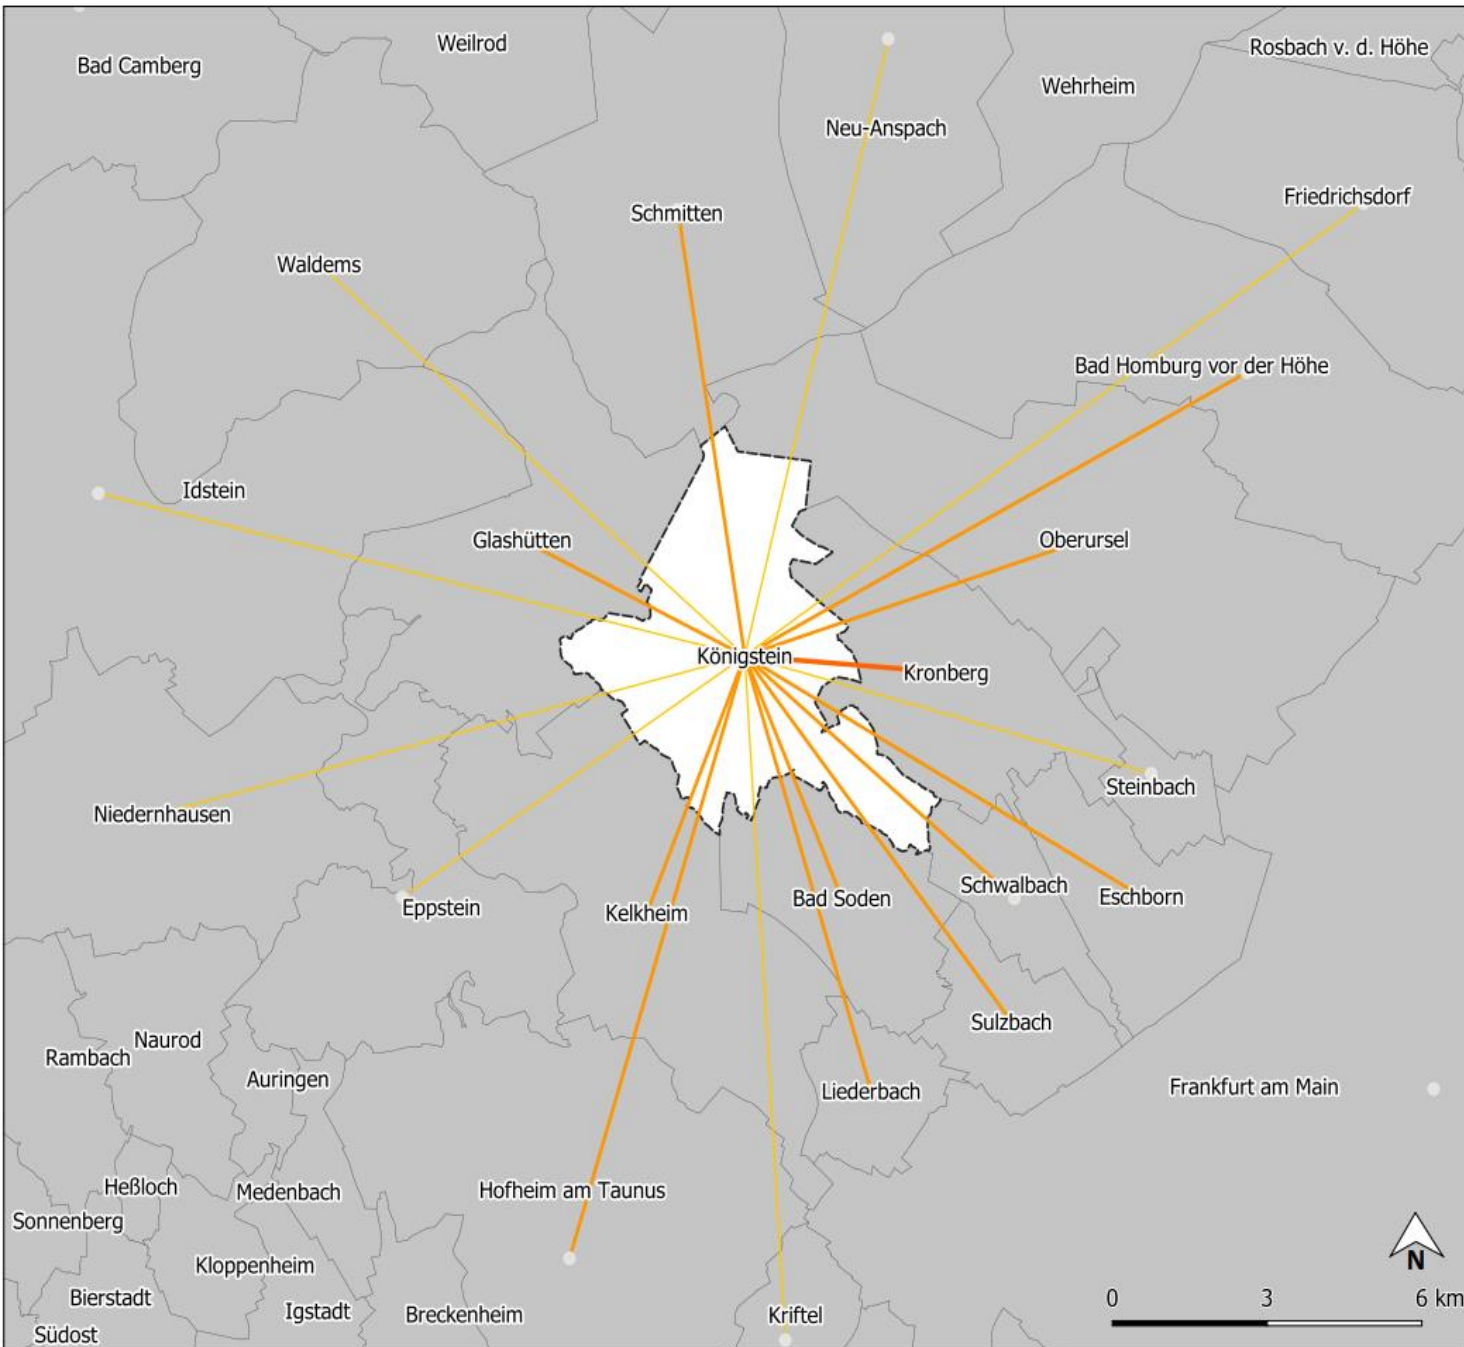 Weilrod
Bad Camberg
Rosbach v. d. Höhe
Wehrheim
Neu-Anspach
Friedrichsdorf
Schmitten
Waldems
Bad Homburg vor der Höhe
Idstein
Glashütten
Oberursel
Königstein
Kronberg
Steinbach
Niedernhausen
Schwalbach
Eschborn
Bad Soden
Eppstein
Kelkheim
Sulzbach
Naurod
Rambach
Auringen
Liederbach
Frankfurt am Main
Heßloch
Medenbach
Hofheim am Taunus
Sonnenberg
Kloppenheim
N
Bierstadt
Igstadt
Breckenheim
Kriftel
0 3 6 km
Südost